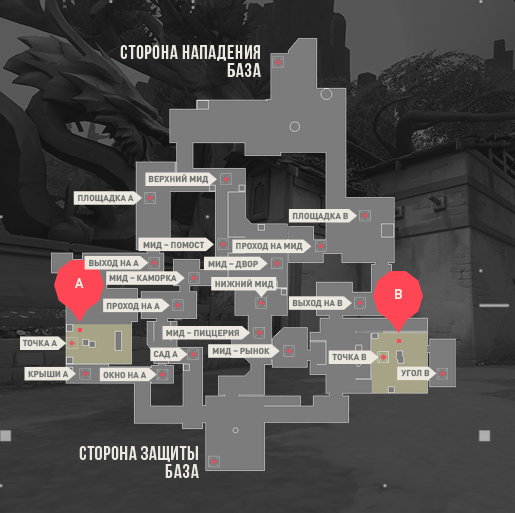 СТОРОНА НАПАДЕНИЯ
БАЗА
ВЕРХНИЙ МИД
ПЛОЩАДКА A
ПЛОЩАДКА B
МИД – ПОМОСТ
ПРОХОД НА МИД
ВЫХОД НА A
МИД – ДВОР
МИД – КАМОРКА
НИЖНИЙ МИД
A
B
ПРОХОД НА A
ВЫХОД НА B
МИД – ПИЦЦЕРИЯ
ТОЧКА A
САД A
МИД – РЫНОК
ТОЧКА B
КРЫШИ A
ОКНО НА A
УГОЛ B
СТОРОНА ЗАЩИТЫ
БАЗА